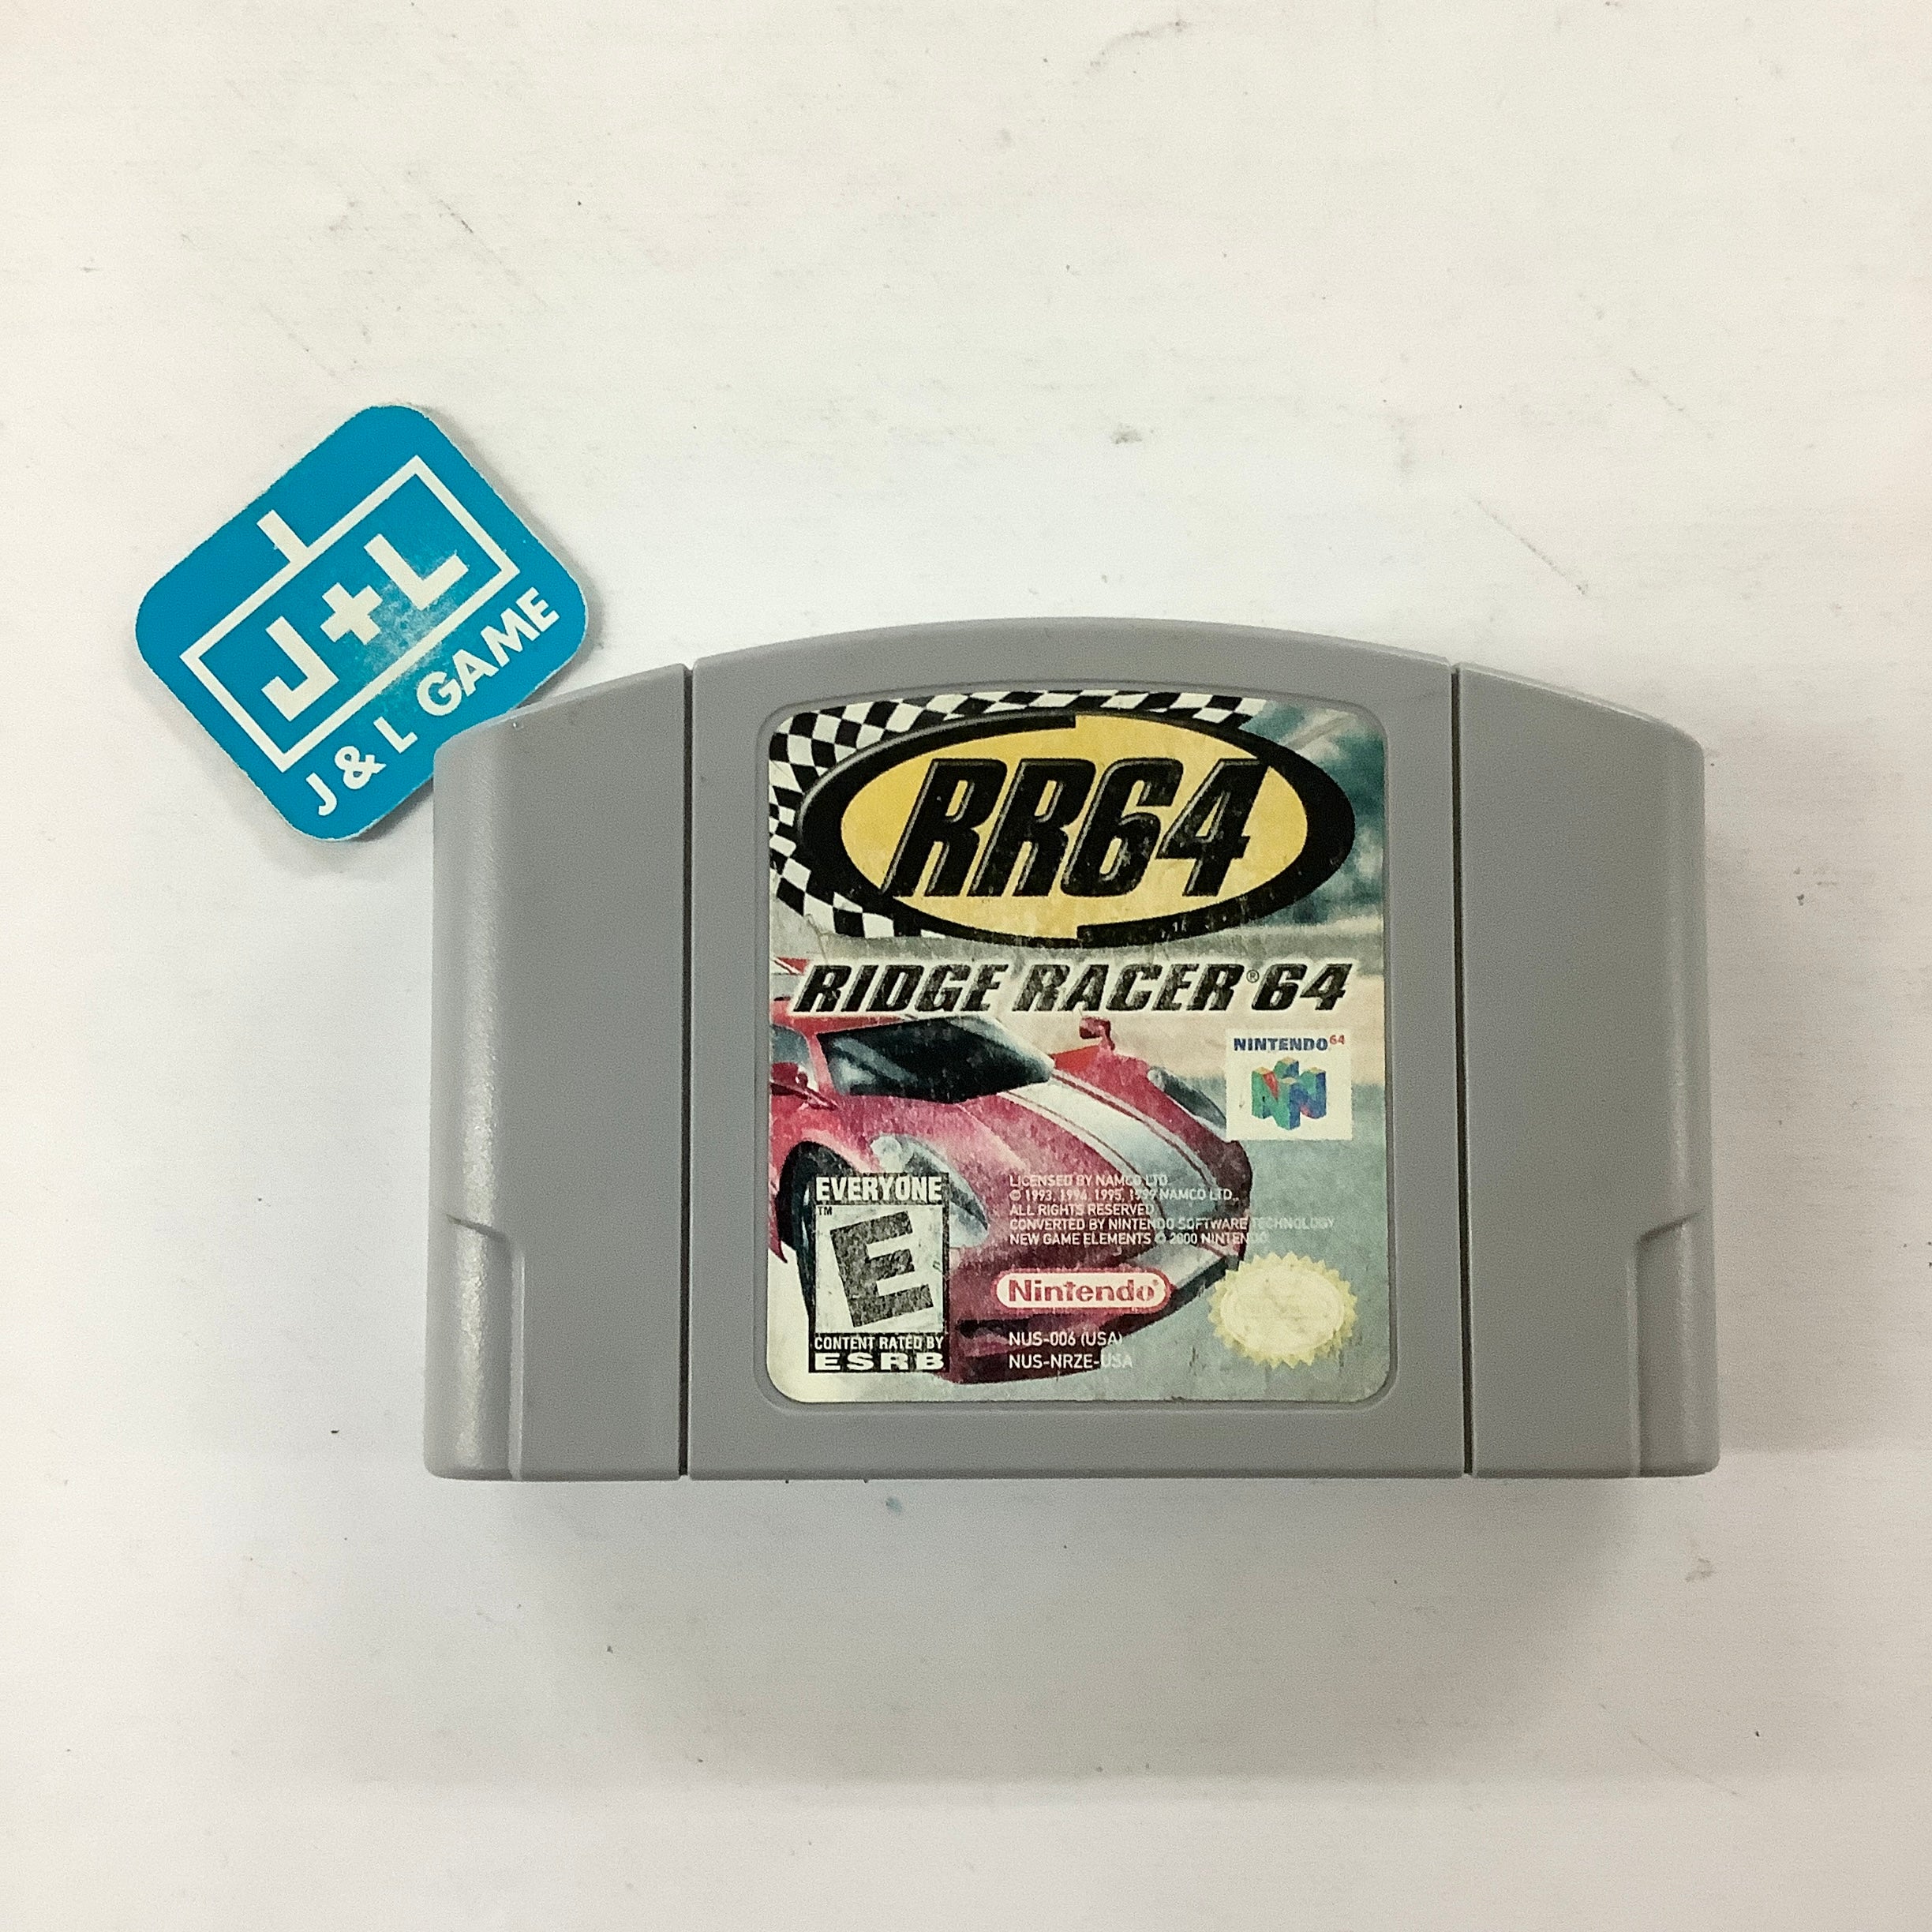 J+L
J & L GAME
RR64
RIDGE RACER®64
NINTENDO64
EVERYONE
TM
E
CONTENT RATED BY
ESRB
LICENSED BY NAMCO LTD.
© 1993, 1994, 1995, 1999 NAMCO LTD.,
ALL RIGHTS RESERVED
CONVERTED BY NINTENDO SOFTWARE TECHNOLOGY
NEW GAME ELEMENTS © 2000 NINTENDO
Nintendo®
NUS-006 (USA)
NUS-NRZE-USA